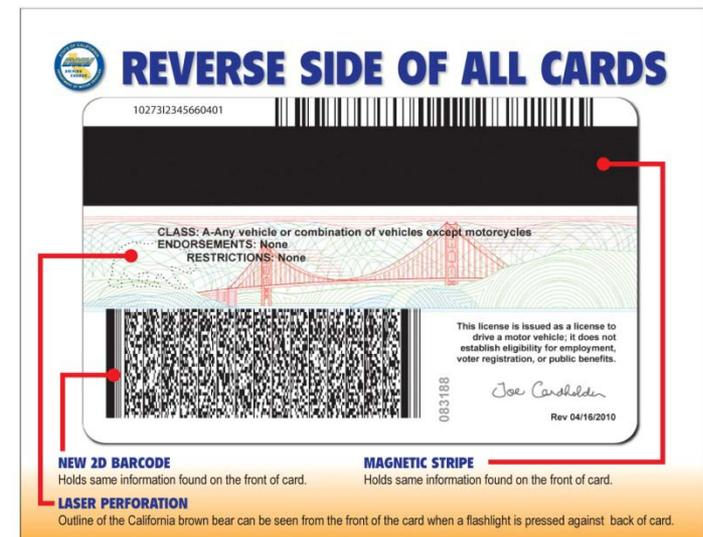 REVERSE SIDE OF ALL CARDS
10273I2345660401
CLASS: A-Any vehicle or combination of vehicles except motorcycles
ENDORSEMENTS: None
RESTRICTIONS: None
This license is issued as a license to
drive a motor vehicle; it does not
establish eligibility for employment,
voter registration, or public benefits.
083188
Joe Cardholder
Rev 04/16/2010
NEW 2D BARCODE
Holds same information found on the front of card.
MAGNETIC STRIPE
Holds same information found on the front of card.
LASER PERFORATION
Outline of the California brown bear can be seen from the front of the card when a flashlight is pressed against back of card.